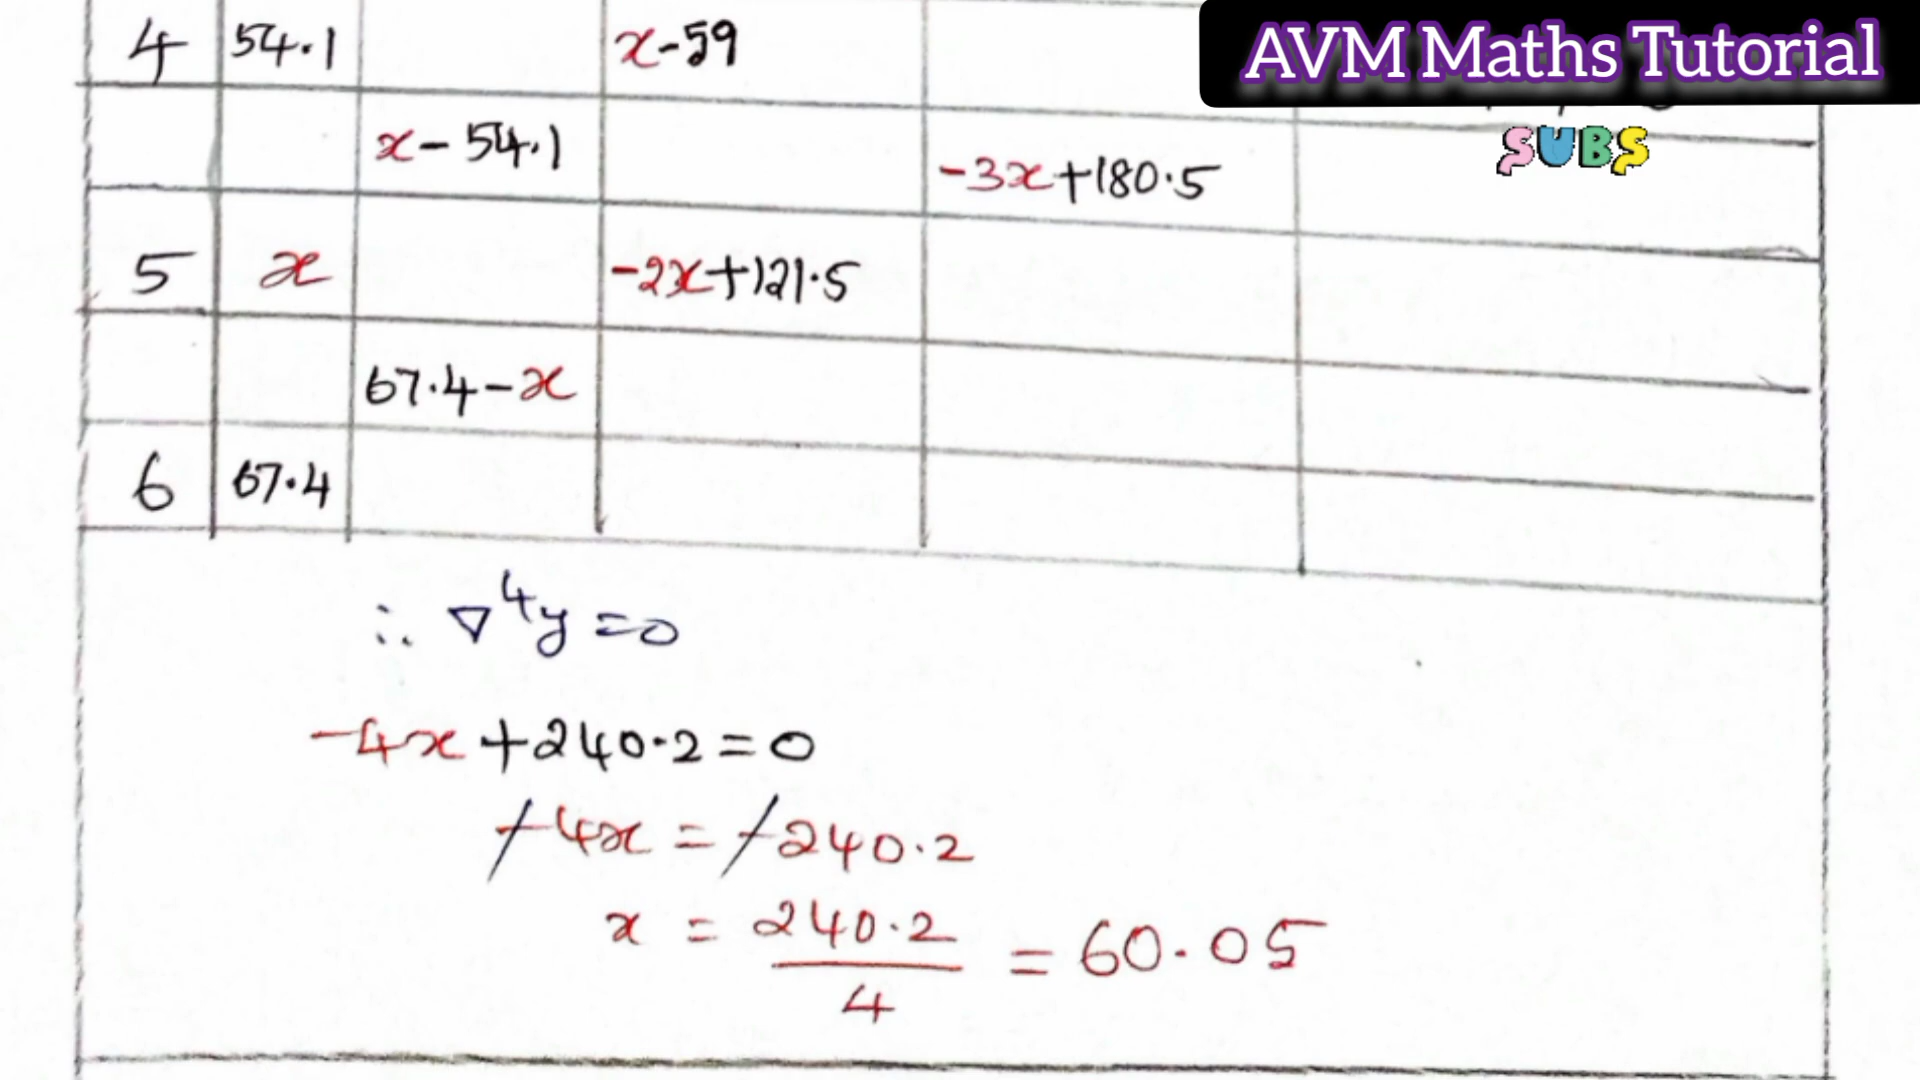 AVM Maths Tutorial
SUBS
4 54.1 x-59
x-54.1 -3x+180.5
5 x -2x+121.5
67.4-x
6 67.4
∴ ∇⁴y=0
-4x+240.2=0
-4x=-240.2
x = 240.2/4 = 60.05